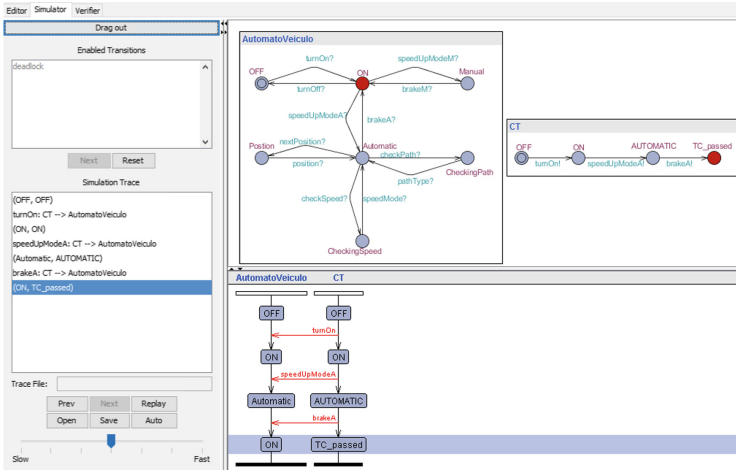 Editor Simulator Verifier
Drag out
Enabled Transitions
deadlock
Next Reset
Simulation Trace
(OFF, OFF)
turnOn: CT --> AutomatoVeiculo
(ON, ON)
speedUpModeA: CT --> AutomatoVeiculo
(Automatic, AUTOMATIC)
brakeA: CT --> AutomatoVeiculo
(ON, TC_passed)
Trace File:
Prev Next Replay
Open Save Auto
Slow Fast
AutomatoVeiculo
turnOn? speedUpModeM?
OFF ON Manual
turnOff? brakeM?
speedUpModeA? brakeA?
Postion nextPosition? Automatic checkPath?
position? CheckingPath
pathType?
checkSpeed? speedMode?
CheckingSpeed
CT
OFF ON AUTOMATIC TC_passed
turnOn! speedUpModeA! brakeA!
AutomatoVeiculo CT
OFF OFF
turnOn
ON ON
speedUpModeA
Automatic AUTOMATIC
brakeA
ON TC_passed